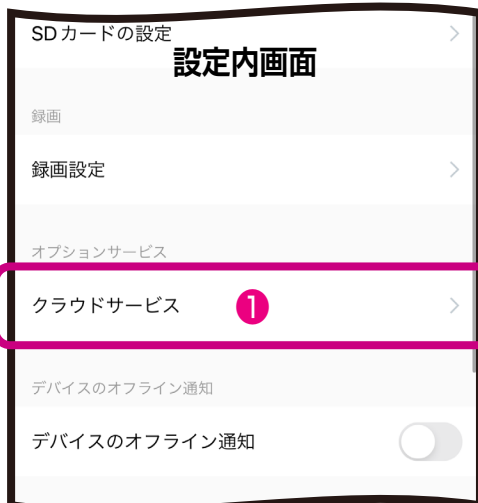 SDカードの設定
設定内画面
録画
録画設定
オプションサービス
クラウドサービス 1
デバイスのオフライン通知
デバイスのオフライン通知